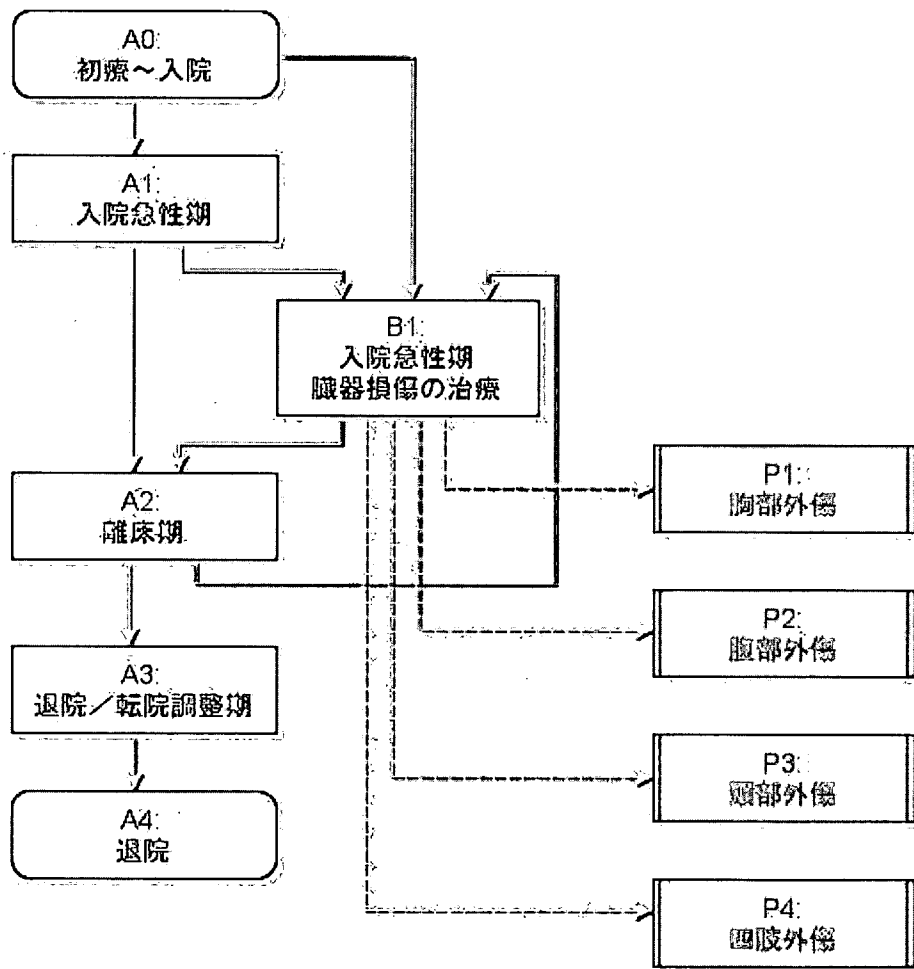 A0:
初療～入院
A1:
入院急性期
B1:
入院急性期
臓器損傷の治療
A2:
離床期
P1:
胸部外傷
P2:
腹部外傷
A3:
退院／転院調整期
P3:
頭部外傷
A4:
退院
P4:
四肢外傷